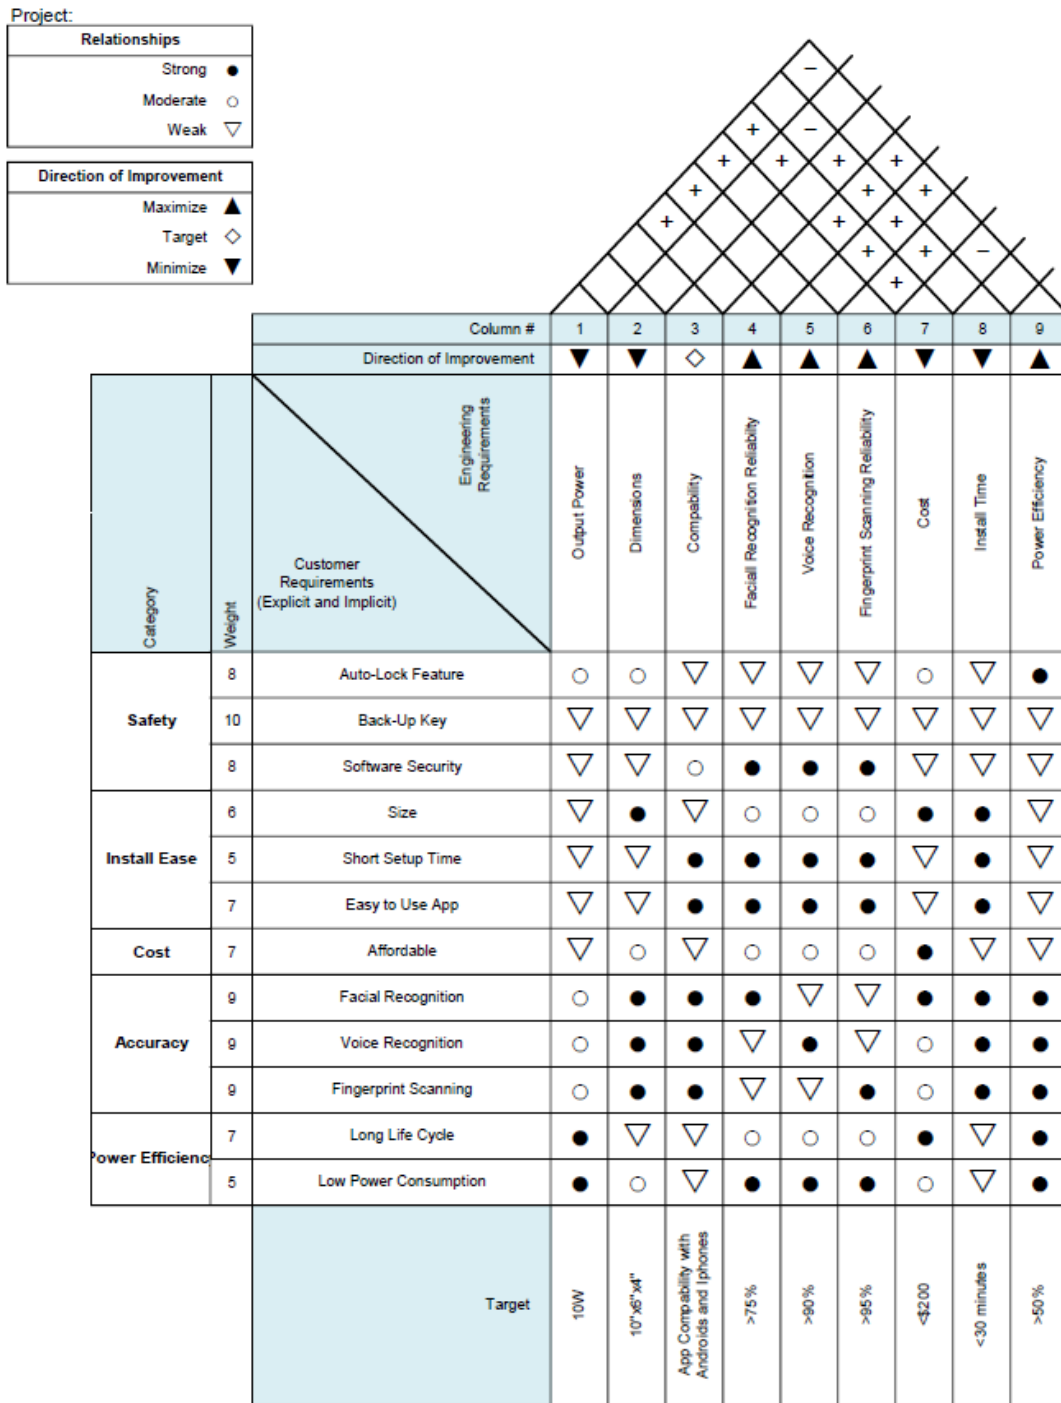 Project:
Relationships
Strong ●
Moderate ○
Weak ▽
Direction of Improvement
Maximize ▲
Target ◇
Minimize ▼
−
+ −
+ + + +
+ + +
+ + +
+ + −
+
Column # 1 2 3 4 5 6 7 8 9
Direction of Improvement ▼ ▼ ◇ ▲ ▲ ▲ ▼ ▼ ▲
Category
Weight
Engineering
Requirements
Customer
Requirements
(Explicit and Implicit)
Output Power
Dimensions
Compability
Faciall Recognition Reliabilty
Voice Recognition
Fingerprint Scanning Reliability
Cost
Install Time
Power Efficiency
Safety
8 Auto-Lock Feature ○ ○ ▽ ▽ ▽ ▽ ○ ▽ ●
10 Back-Up Key ▽ ▽ ▽ ▽ ▽ ▽ ▽ ▽ ▽
8 Software Security ▽ ▽ ○ ● ● ● ▽ ▽ ▽
Install Ease
6 Size ▽ ● ▽ ○ ○ ○ ● ● ▽
5 Short Setup Time ▽ ▽ ● ● ● ● ▽ ● ▽
7 Easy to Use App ▽ ▽ ● ● ● ● ▽ ● ▽
Cost
7 Affordable ▽ ○ ▽ ○ ○ ○ ● ▽ ▽
Accuracy
9 Facial Recognition ○ ● ● ● ▽ ▽ ● ● ●
9 Voice Recognition ○ ● ● ▽ ● ▽ ○ ● ●
9 Fingerprint Scanning ○ ● ● ▽ ▽ ● ○ ● ●
Power Efficienc
7 Long Life Cycle ● ▽ ▽ ○ ○ ○ ● ▽ ●
5 Low Power Consumption ● ○ ▽ ● ● ● ○ ▽ ●
Target
10W
10"x6"x4"
App Compability with
Androids and Iphones
>75%
>90%
>95%
<$200
<30 minutes
>50%